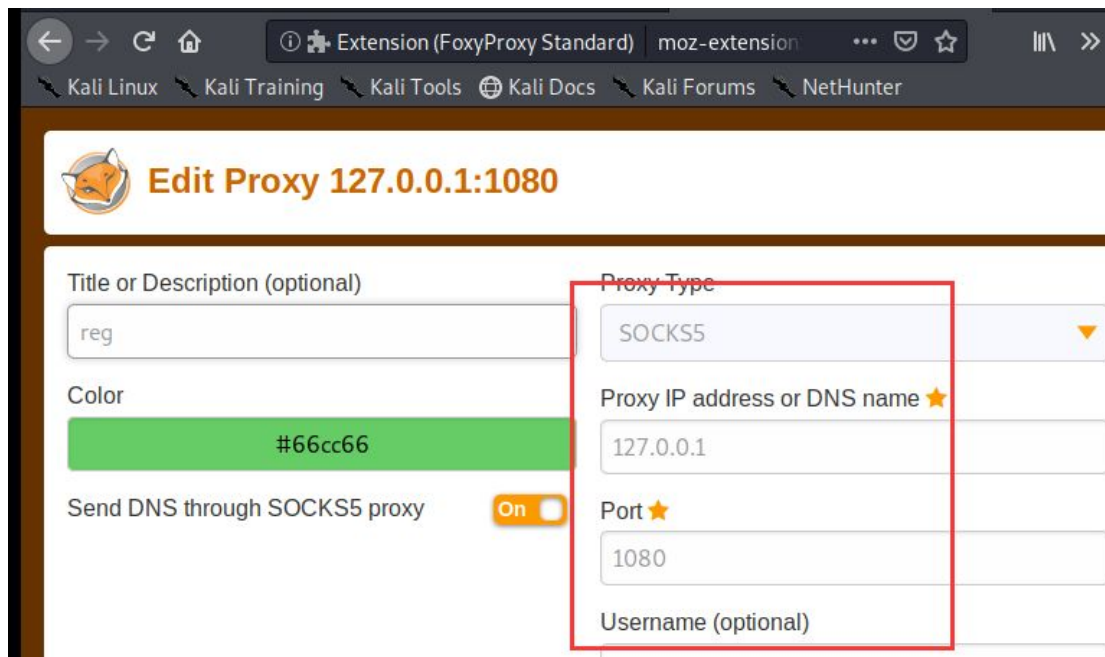 Extension (FoxyProxy Standard) moz-extension
Kali Linux Kali Training Kali Tools Kali Docs Kali Forums NetHunter
Edit Proxy 127.0.0.1:1080
Title or Description (optional)
reg
Color
#66cc66
Send DNS through SOCKS5 proxy On
Proxy Type
SOCKS5
Proxy IP address or DNS name
127.0.0.1
Port
1080
Username (optional)